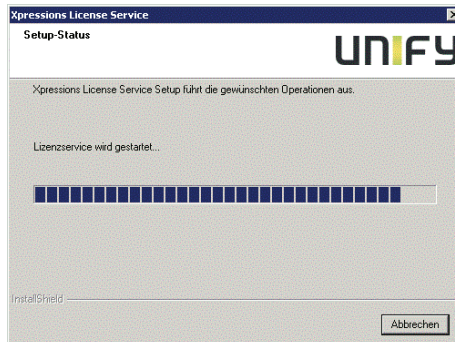 Xpressions License Service
Setup-Status
UNIFY
Xpressions License Service Setup führt die gewünschten Operationen aus.
Lizenzservice wird gestartet...
InstallShield
Abbrechen